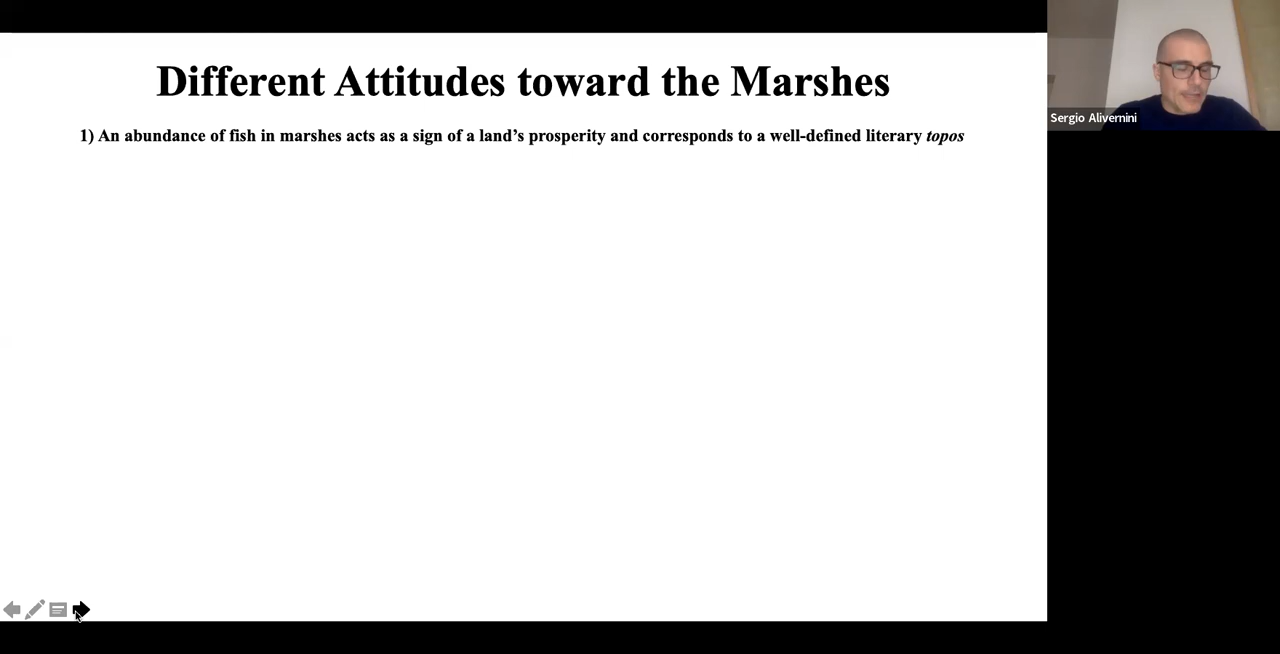 Different Attitudes toward the Marshes
1) An abundance of fish in marshes acts as a sign of a land’s prosperity and corresponds to a well-defined literary topos
Sergio Alivernini